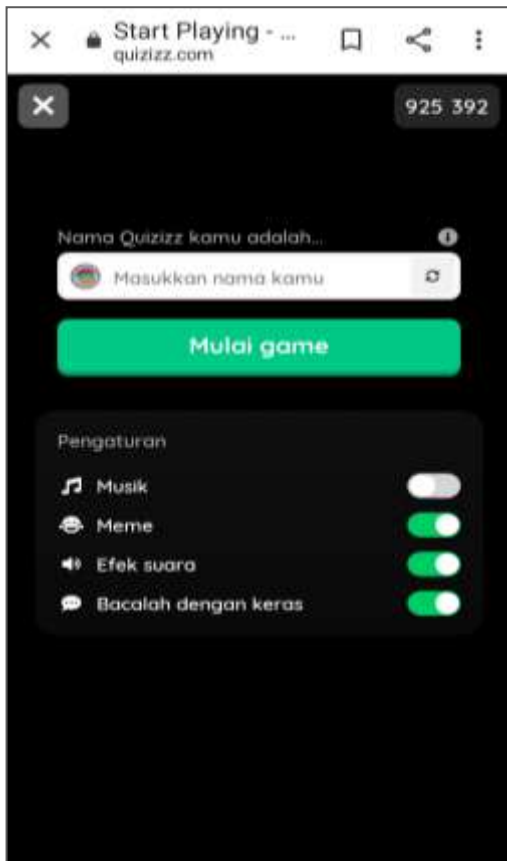 Start Playing - ...
quizizz.com
925 392
Nama Quizizz kamu adalah...
Masukkan nama kamu
Mulai game
Pengaturan
Musik
Meme
Efek suara
Bacalah dengan keras